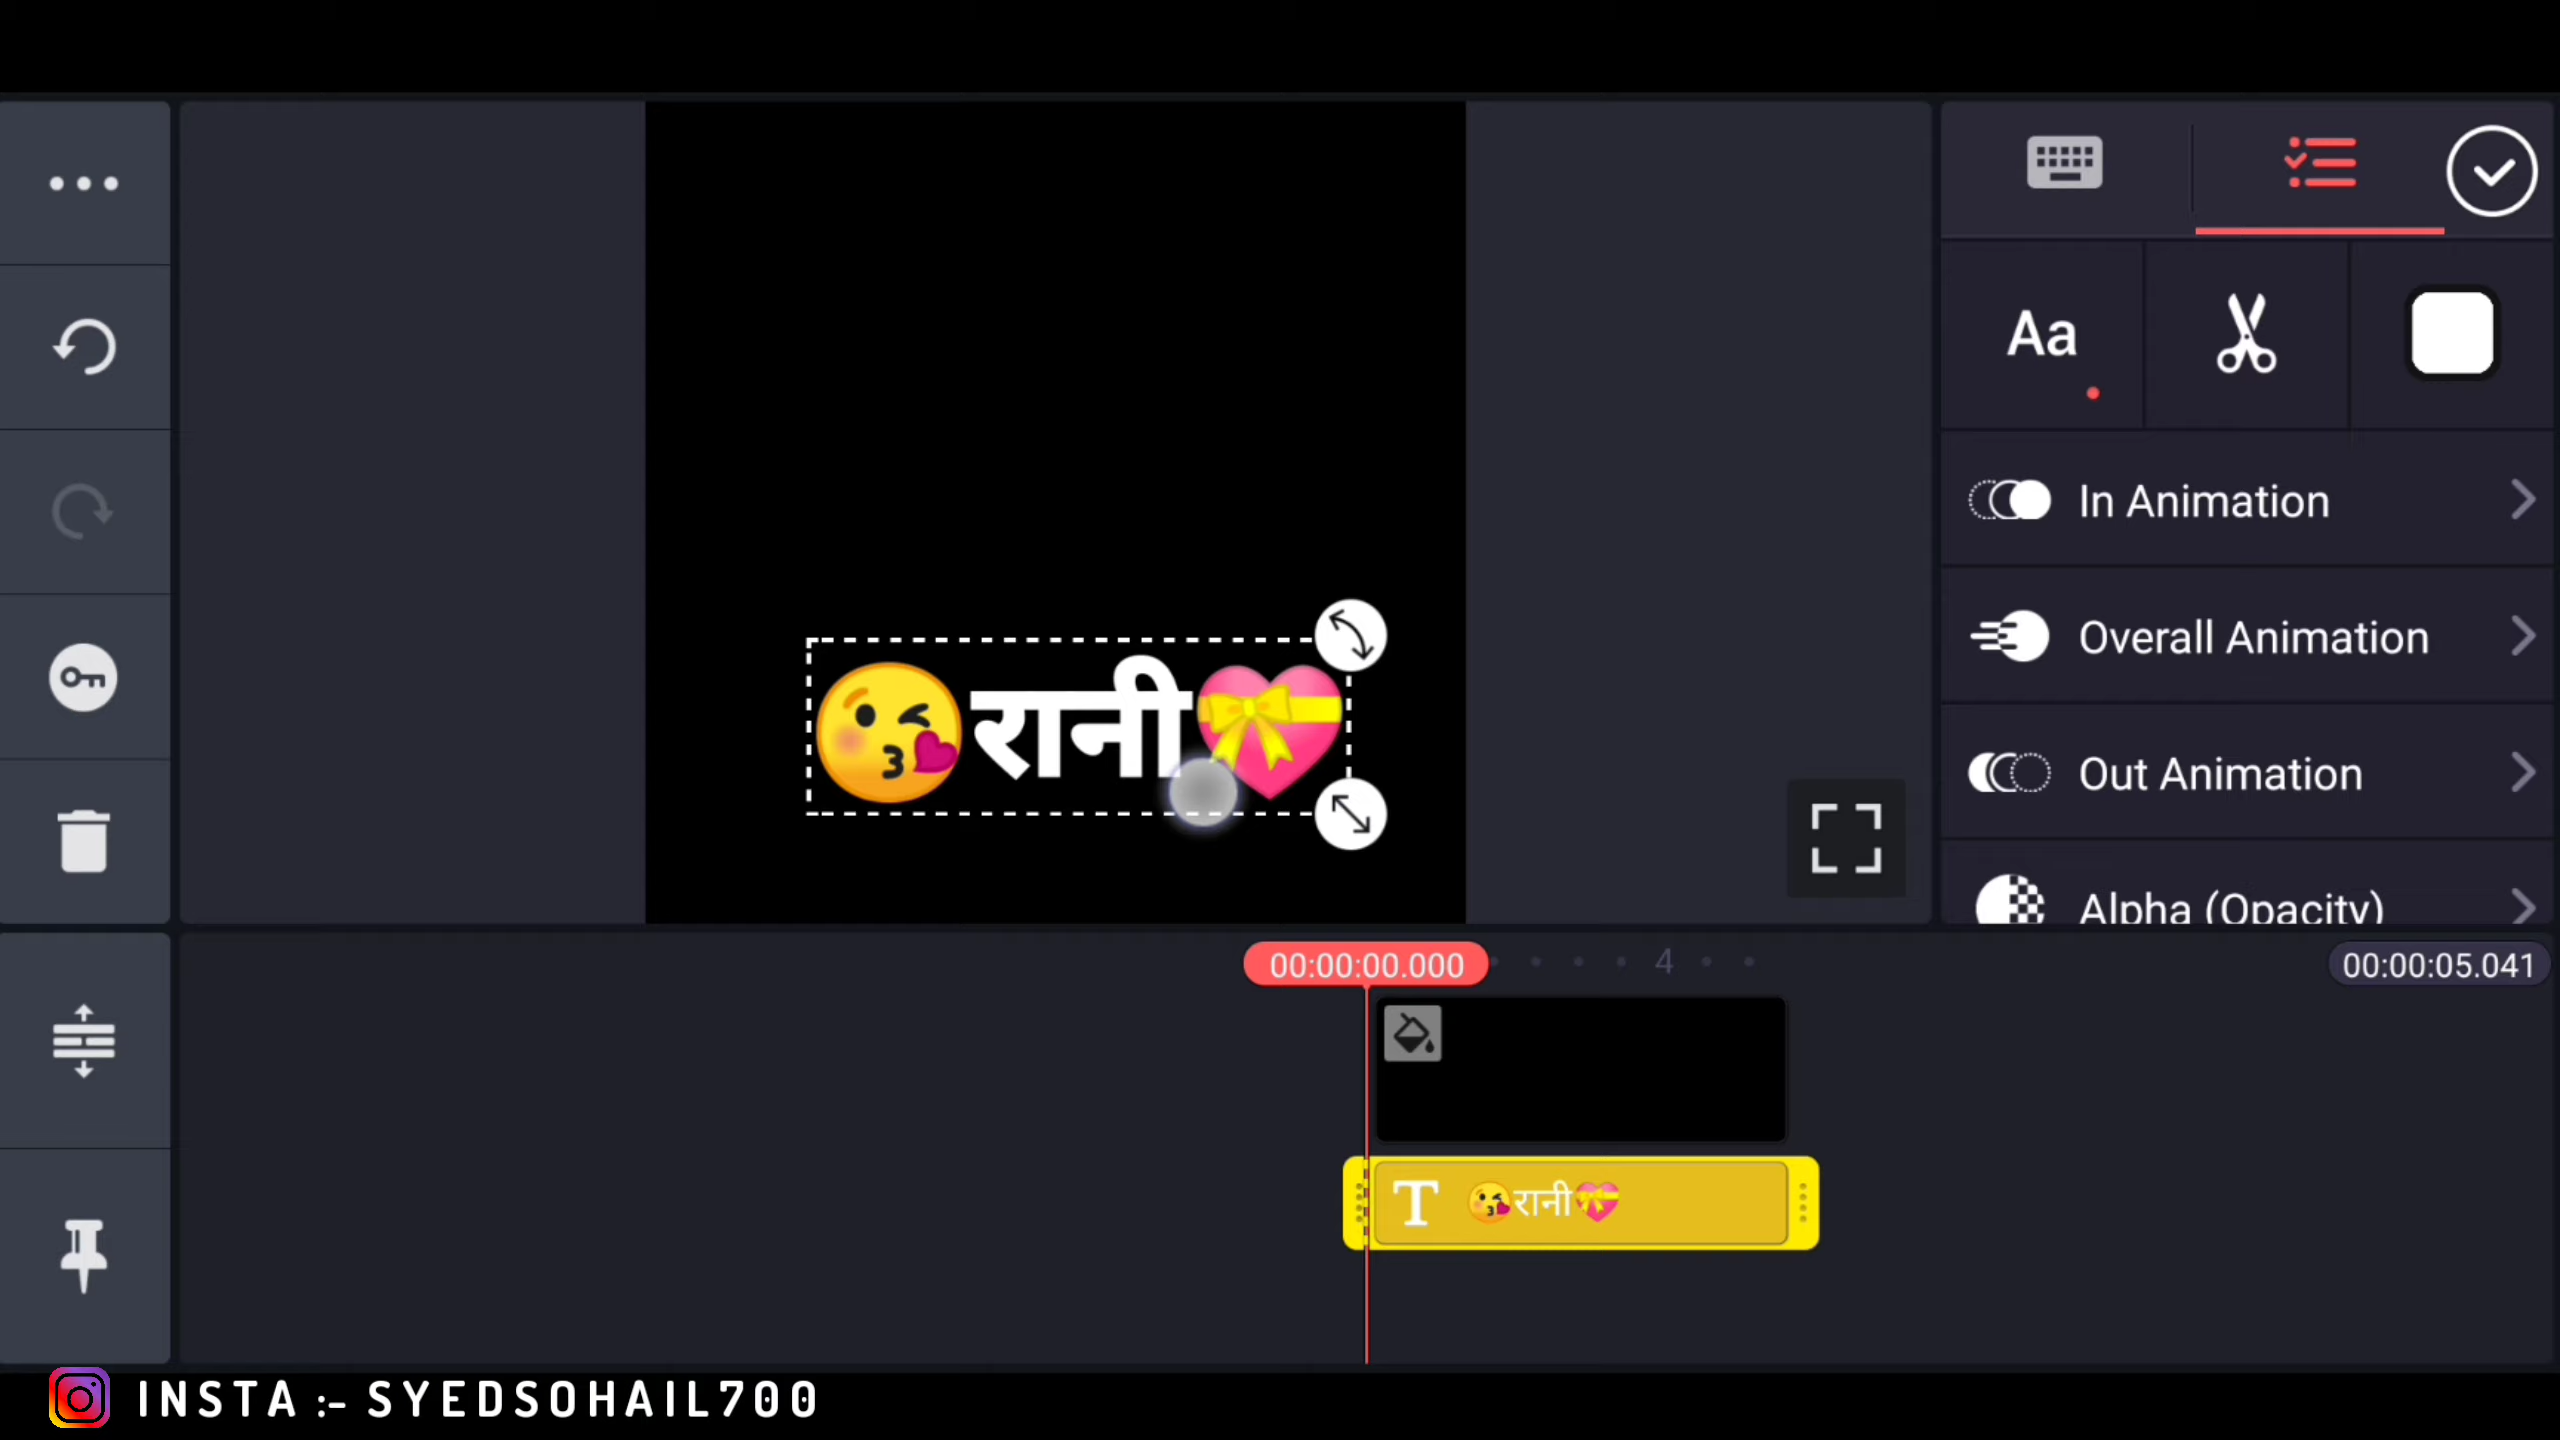 Aa
In Animation
Overall Animation
Out Animation
Alpha (Opacity)
😘रानी💝
00:00:00.000
4
00:00:05.041
T 😘रानी💝
INSTA :- SYEDSOHAIL700